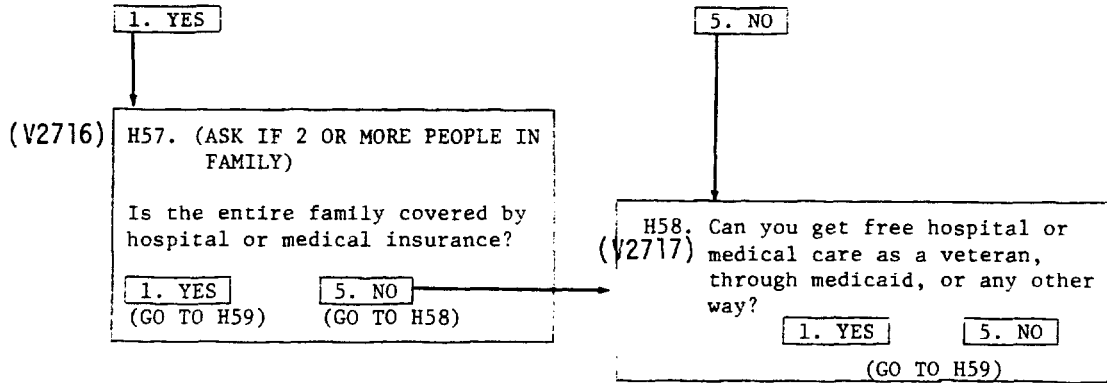 1. YES
5. NO
(V2716) H57. (ASK IF 2 OR MORE PEOPLE IN
FAMILY)
Is the entire family covered by
hospital or medical insurance?
1. YES 5. NO
(GO TO H59) (GO TO H58)
H58. Can you get free hospital or
(V2717) medical care as a veteran,
through medicaid, or any other
way?
1. YES 5. NO
(GO TO H59)